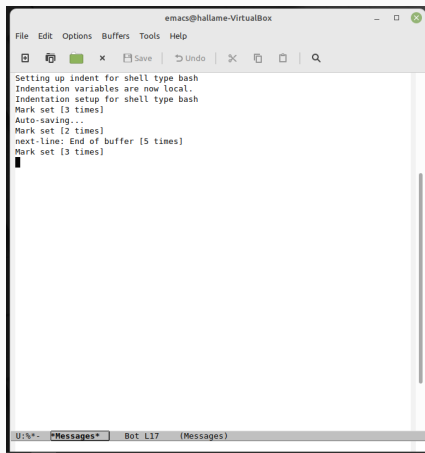 emacs@hallame-VirtualBox
File Edit Options Buffers Tools Help
Save Undo
Setting up indent for shell type bash
Indentation variables are now local.
Indentation setup for shell type bash
Mark set [3 times]
Auto-saving...
Mark set [2 times]
next-line: End of buffer [5 times]
Mark set [3 times]
U:%*- *Messages* Bot L17 (Messages)